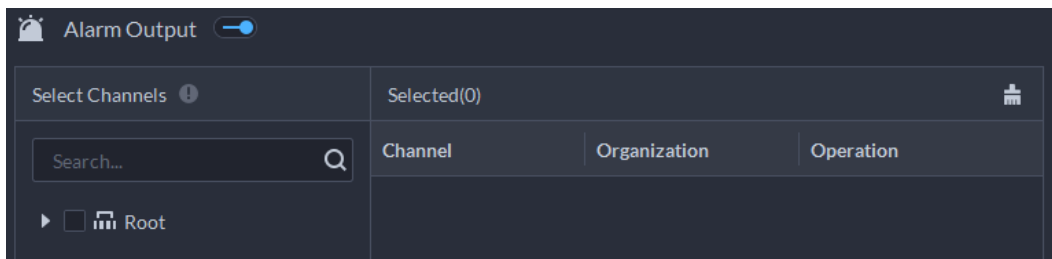 Alarm Output
Select Channels
Selected(0)
Search...
Channel Organization Operation
Root